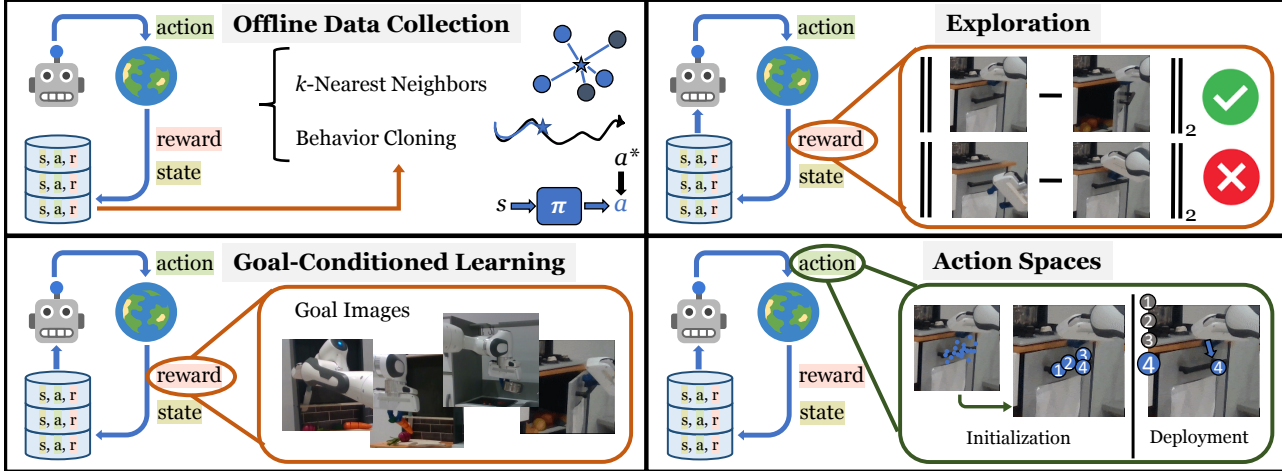 Offline Data Collection
action
k-Nearest Neighbors
reward
Behavior Cloning
state
s, a, r
s, a, r
s, a, r
a*
s π a
Exploration
action
reward
state
s, a, r
s, a, r
s, a, r
2
2
Goal-Conditioned Learning
action
Goal Images
reward
state
s, a, r
s, a, r
s, a, r
Action Spaces
action
reward
state
s, a, r
s, a, r
s, a, r
1 2 3 4
Initialization
1
2
3
4
4
Deployment